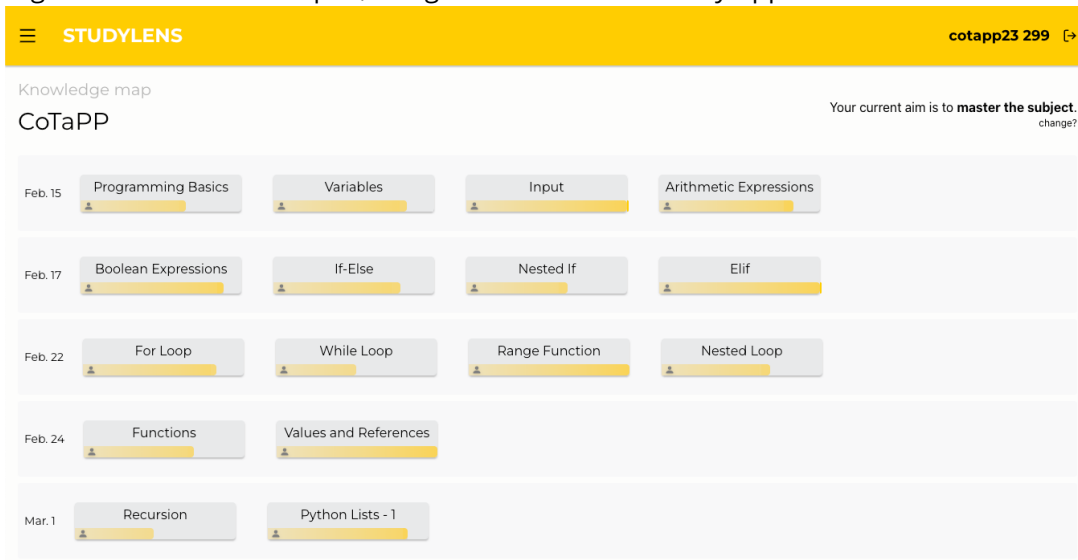 STUDYLENS
cotapp23 299
Knowledge map
CoTaPP
Your current aim is to master the subject.
change?
Feb. 15 Programming Basics Variables Input Arithmetic Expressions
Feb. 17 Boolean Expressions If-Else Nested If Elif
Feb. 22 For Loop While Loop Range Function Nested Loop
Feb. 24 Functions Values and References
Mar. 1 Recursion Python Lists - 1